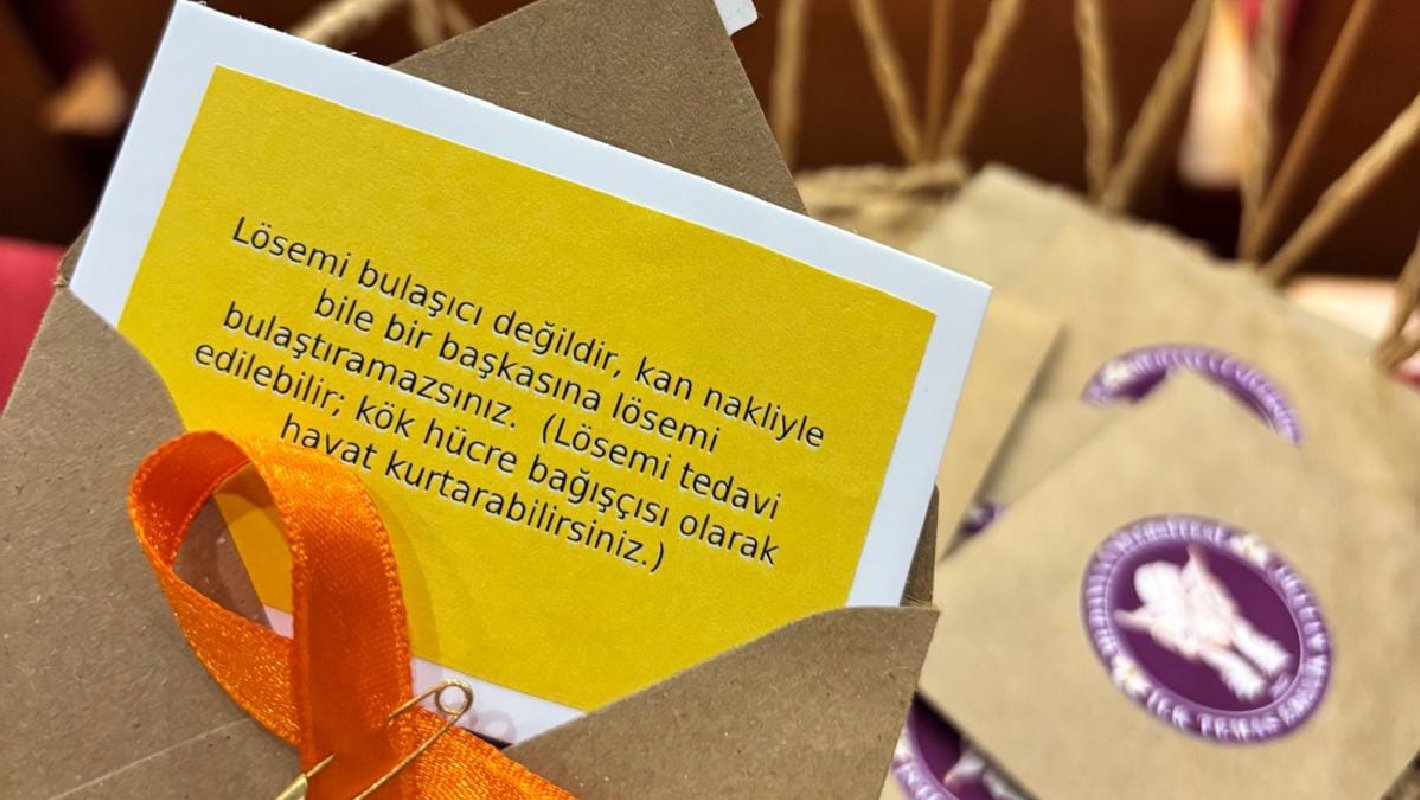 Lösemi bulaşıcı değildir, kan nakliyle
bile bir başkasına lösemi
bulaştıramazsınız.  (Lösemi tedavi
edilebilir; kök hücre bağışçısı olarak
hayat kurtarabilirsiniz.)